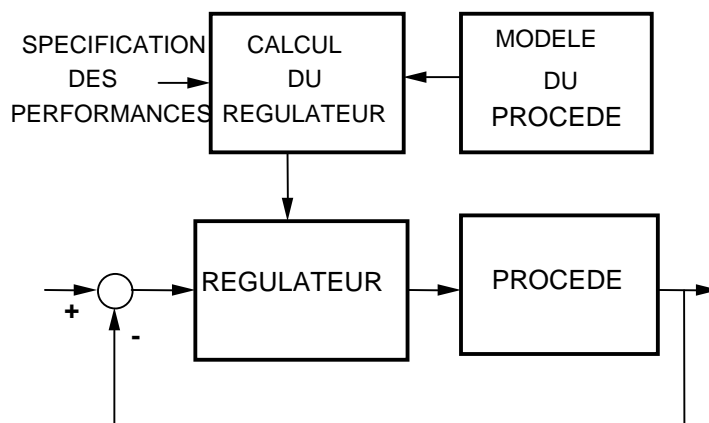 SPECIFICATION
DES
PERFORMANCES
CALCUL
DU
REGULATEUR
MODELE
DU
PROCEDE
REGULATEUR
PROCEDE
+
-